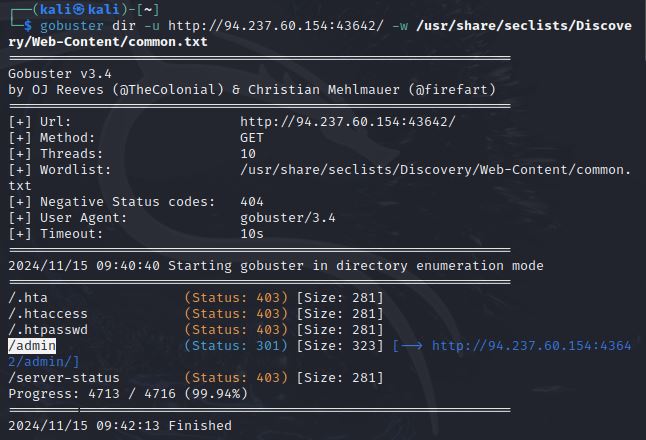 ┌──(kali㉿kali)-[~]
└─$ gobuster dir -u http://94.237.60.154:43642/ -w /usr/share/seclists/Discove
ry/Web-Content/common.txt
===============================================================
Gobuster v3.4
by OJ Reeves (@TheColonial) & Christian Mehlmauer (@firefart)
===============================================================
[+] Url:                     http://94.237.60.154:43642/
[+] Method:                  GET
[+] Threads:                 10
[+] Wordlist:                /usr/share/seclists/Discovery/Web-Content/common.
txt
[+] Negative Status codes:   404
[+] User Agent:              gobuster/3.4
[+] Timeout:                 10s
===============================================================
2024/11/15 09:40:40 Starting gobuster in directory enumeration mode
===============================================================
/.hta                 (Status: 403) [Size: 281]
/.htaccess            (Status: 403) [Size: 281]
/.htpasswd            (Status: 403) [Size: 281]
/admin                (Status: 301) [Size: 323] [--> http://94.237.60.154:4364
2/admin/]
/server-status        (Status: 403) [Size: 281]
Progress: 4713 / 4716 (99.94%)
===============================================================
2024/11/15 09:42:13 Finished